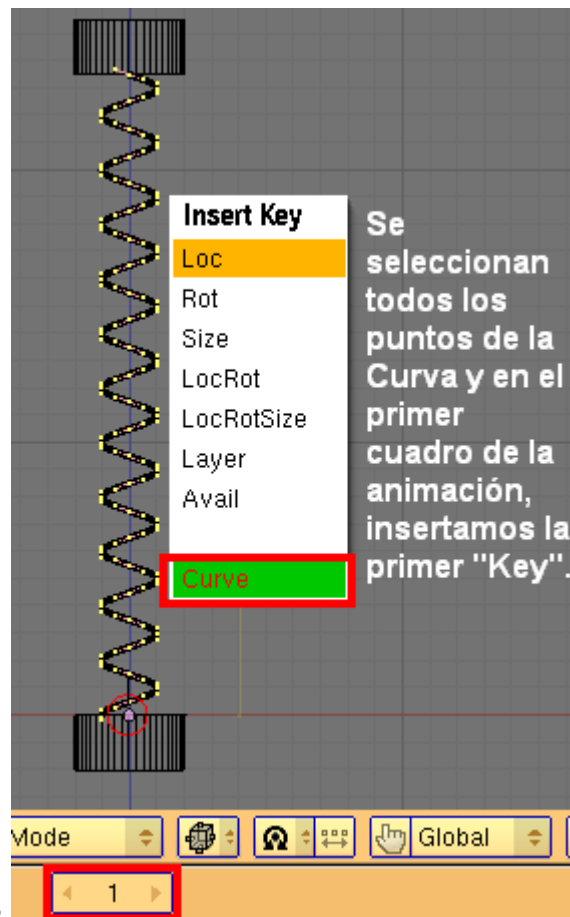 Insert Key
Loc
Rot
Size
LocRot
LocRotSize
Layer
Avail
Curve
Se
seleccionan
todos los
puntos de la
Curva y en el
primer
cuadro de la
animación,
insertamos la
primer "Key".
Mode
Global
1